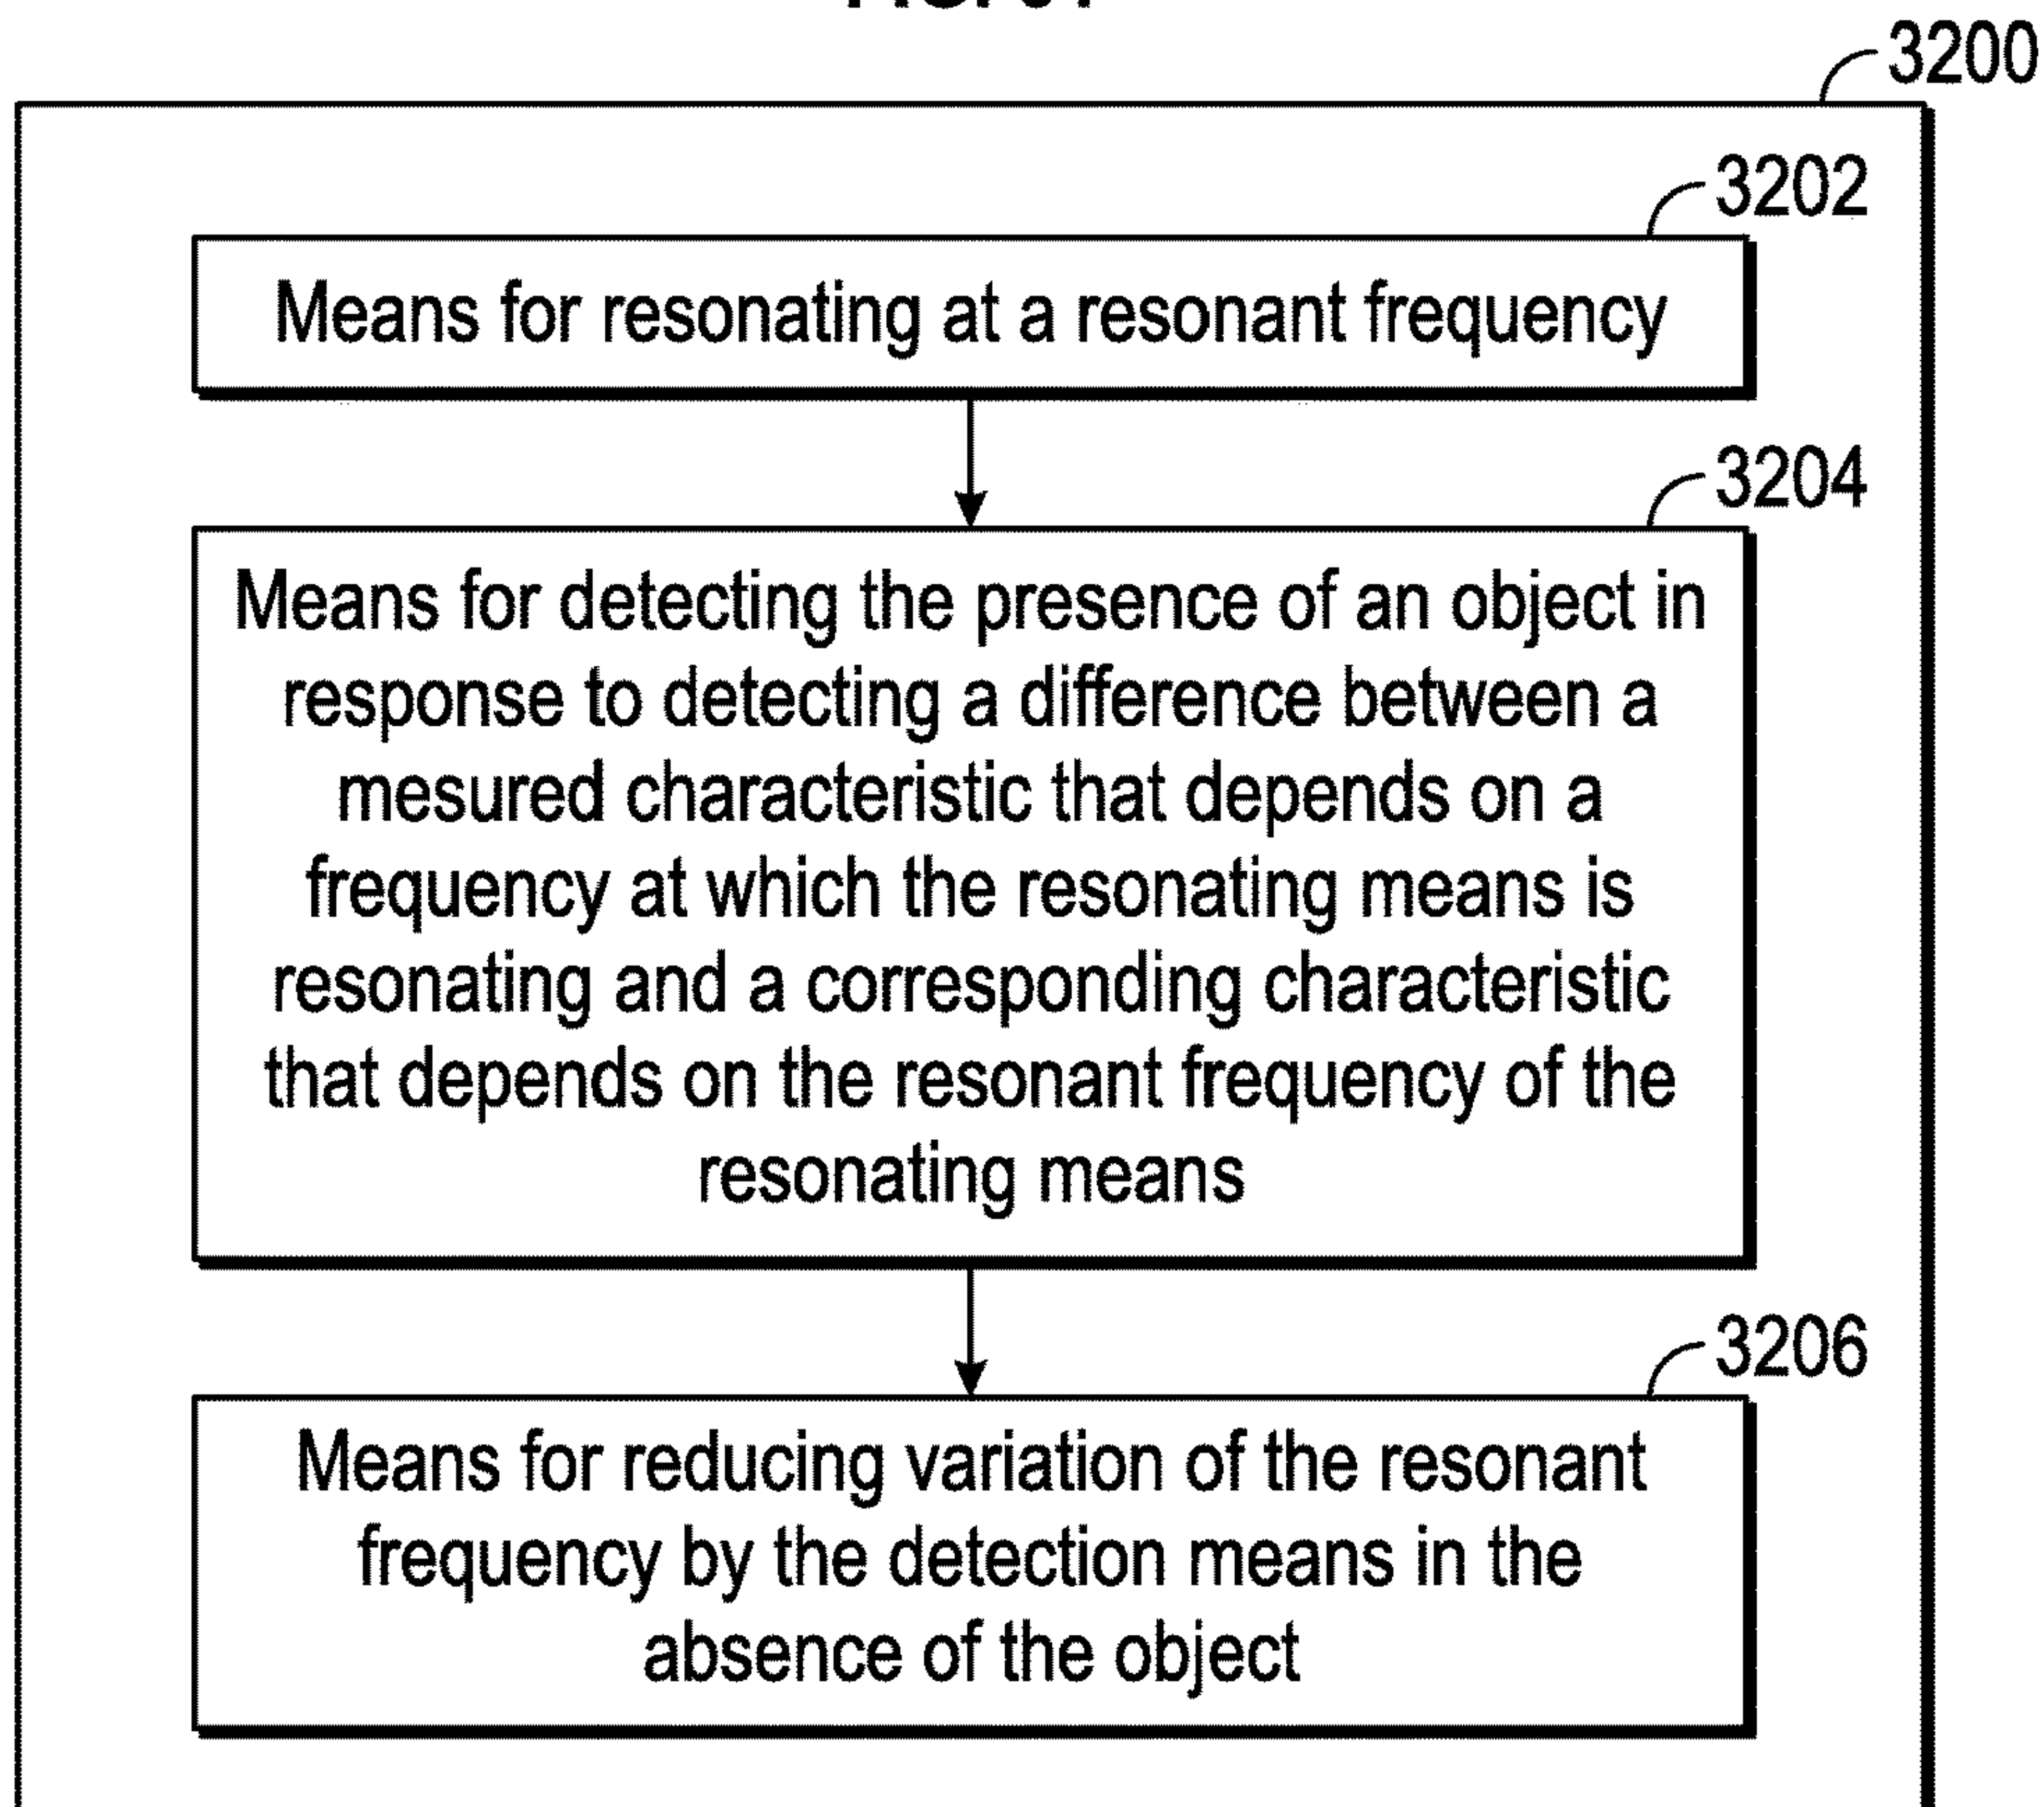 3200
3202
Means for resonating at a resonant frequency
3204
Means for detecting the presence of an object in
response to detecting a difference between a
mesured characteristic that depends on a
frequency at which the resonating means is
resonating and a corresponding characteristic
that depends on the resonant frequency of the
resonating means
3206
Means for reducing variation of the resonant
frequency by the detection means in the
absence of the object